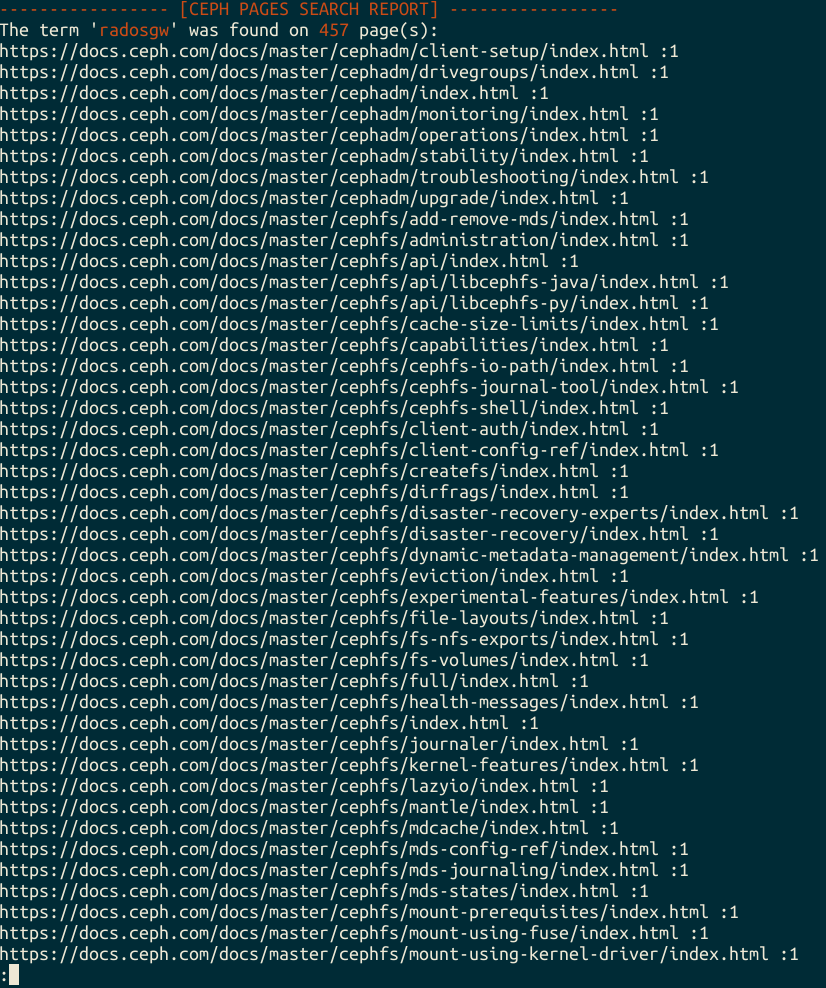 ----------------- [CEPH PAGES SEARCH REPORT] -----------------
The term 'radosgw' was found on 457 page(s):
https://docs.ceph.com/docs/master/cephadm/client-setup/index.html :1
https://docs.ceph.com/docs/master/cephadm/drivegroups/index.html :1
https://docs.ceph.com/docs/master/cephadm/index.html :1
https://docs.ceph.com/docs/master/cephadm/monitoring/index.html :1
https://docs.ceph.com/docs/master/cephadm/operations/index.html :1
https://docs.ceph.com/docs/master/cephadm/stability/index.html :1
https://docs.ceph.com/docs/master/cephadm/troubleshooting/index.html :1
https://docs.ceph.com/docs/master/cephadm/upgrade/index.html :1
https://docs.ceph.com/docs/master/cephfs/add-remove-mds/index.html :1
https://docs.ceph.com/docs/master/cephfs/administration/index.html :1
https://docs.ceph.com/docs/master/cephfs/api/index.html :1
https://docs.ceph.com/docs/master/cephfs/api/libcephfs-java/index.html :1
https://docs.ceph.com/docs/master/cephfs/api/libcephfs-py/index.html :1
https://docs.ceph.com/docs/master/cephfs/cache-size-limits/index.html :1
https://docs.ceph.com/docs/master/cephfs/capabilities/index.html :1
https://docs.ceph.com/docs/master/cephfs/cephfs-io-path/index.html :1
https://docs.ceph.com/docs/master/cephfs/cephfs-journal-tool/index.html :1
https://docs.ceph.com/docs/master/cephfs/cephfs-shell/index.html :1
https://docs.ceph.com/docs/master/cephfs/client-auth/index.html :1
https://docs.ceph.com/docs/master/cephfs/client-config-ref/index.html :1
https://docs.ceph.com/docs/master/cephfs/createfs/index.html :1
https://docs.ceph.com/docs/master/cephfs/dirfrags/index.html :1
https://docs.ceph.com/docs/master/cephfs/disaster-recovery-experts/index.html :1
https://docs.ceph.com/docs/master/cephfs/disaster-recovery/index.html :1
https://docs.ceph.com/docs/master/cephfs/dynamic-metadata-management/index.html :1
https://docs.ceph.com/docs/master/cephfs/eviction/index.html :1
https://docs.ceph.com/docs/master/cephfs/experimental-features/index.html :1
https://docs.ceph.com/docs/master/cephfs/file-layouts/index.html :1
https://docs.ceph.com/docs/master/cephfs/fs-nfs-exports/index.html :1
https://docs.ceph.com/docs/master/cephfs/fs-volumes/index.html :1
https://docs.ceph.com/docs/master/cephfs/full/index.html :1
https://docs.ceph.com/docs/master/cephfs/health-messages/index.html :1
https://docs.ceph.com/docs/master/cephfs/index.html :1
https://docs.ceph.com/docs/master/cephfs/journaler/index.html :1
https://docs.ceph.com/docs/master/cephfs/kernel-features/index.html :1
https://docs.ceph.com/docs/master/cephfs/lazyio/index.html :1
https://docs.ceph.com/docs/master/cephfs/mantle/index.html :1
https://docs.ceph.com/docs/master/cephfs/mdcache/index.html :1
https://docs.ceph.com/docs/master/cephfs/mds-config-ref/index.html :1
https://docs.ceph.com/docs/master/cephfs/mds-journaling/index.html :1
https://docs.ceph.com/docs/master/cephfs/mds-states/index.html :1
https://docs.ceph.com/docs/master/cephfs/mount-prerequisites/index.html :1
https://docs.ceph.com/docs/master/cephfs/mount-using-fuse/index.html :1
https://docs.ceph.com/docs/master/cephfs/mount-using-kernel-driver/index.html :1
: